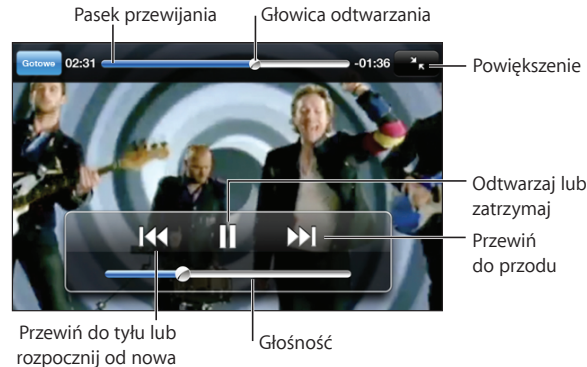 Pasek przewijania
Głowica odtwarzania
Gotowe 02:31 -01:36
Powiększenie
Odtwarzaj lub
zatrzymaj
Przewiń
do przodu
Przewiń do tyłu lub
rozpocznij od nowa
Głośność